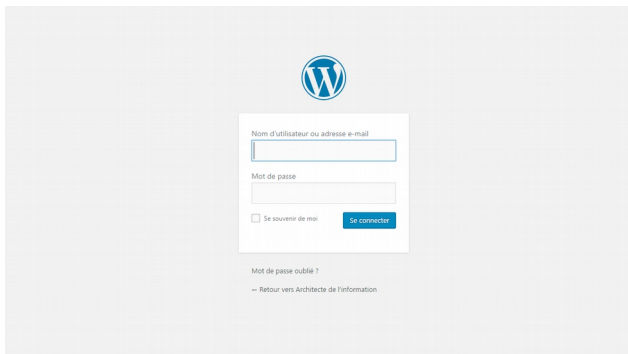 Nom d'utilisateur ou adresse e-mail
Mot de passe
Se souvenir de moi
Se connecter
Mot de passe oublié ?
← Retour vers Architecte de l'information